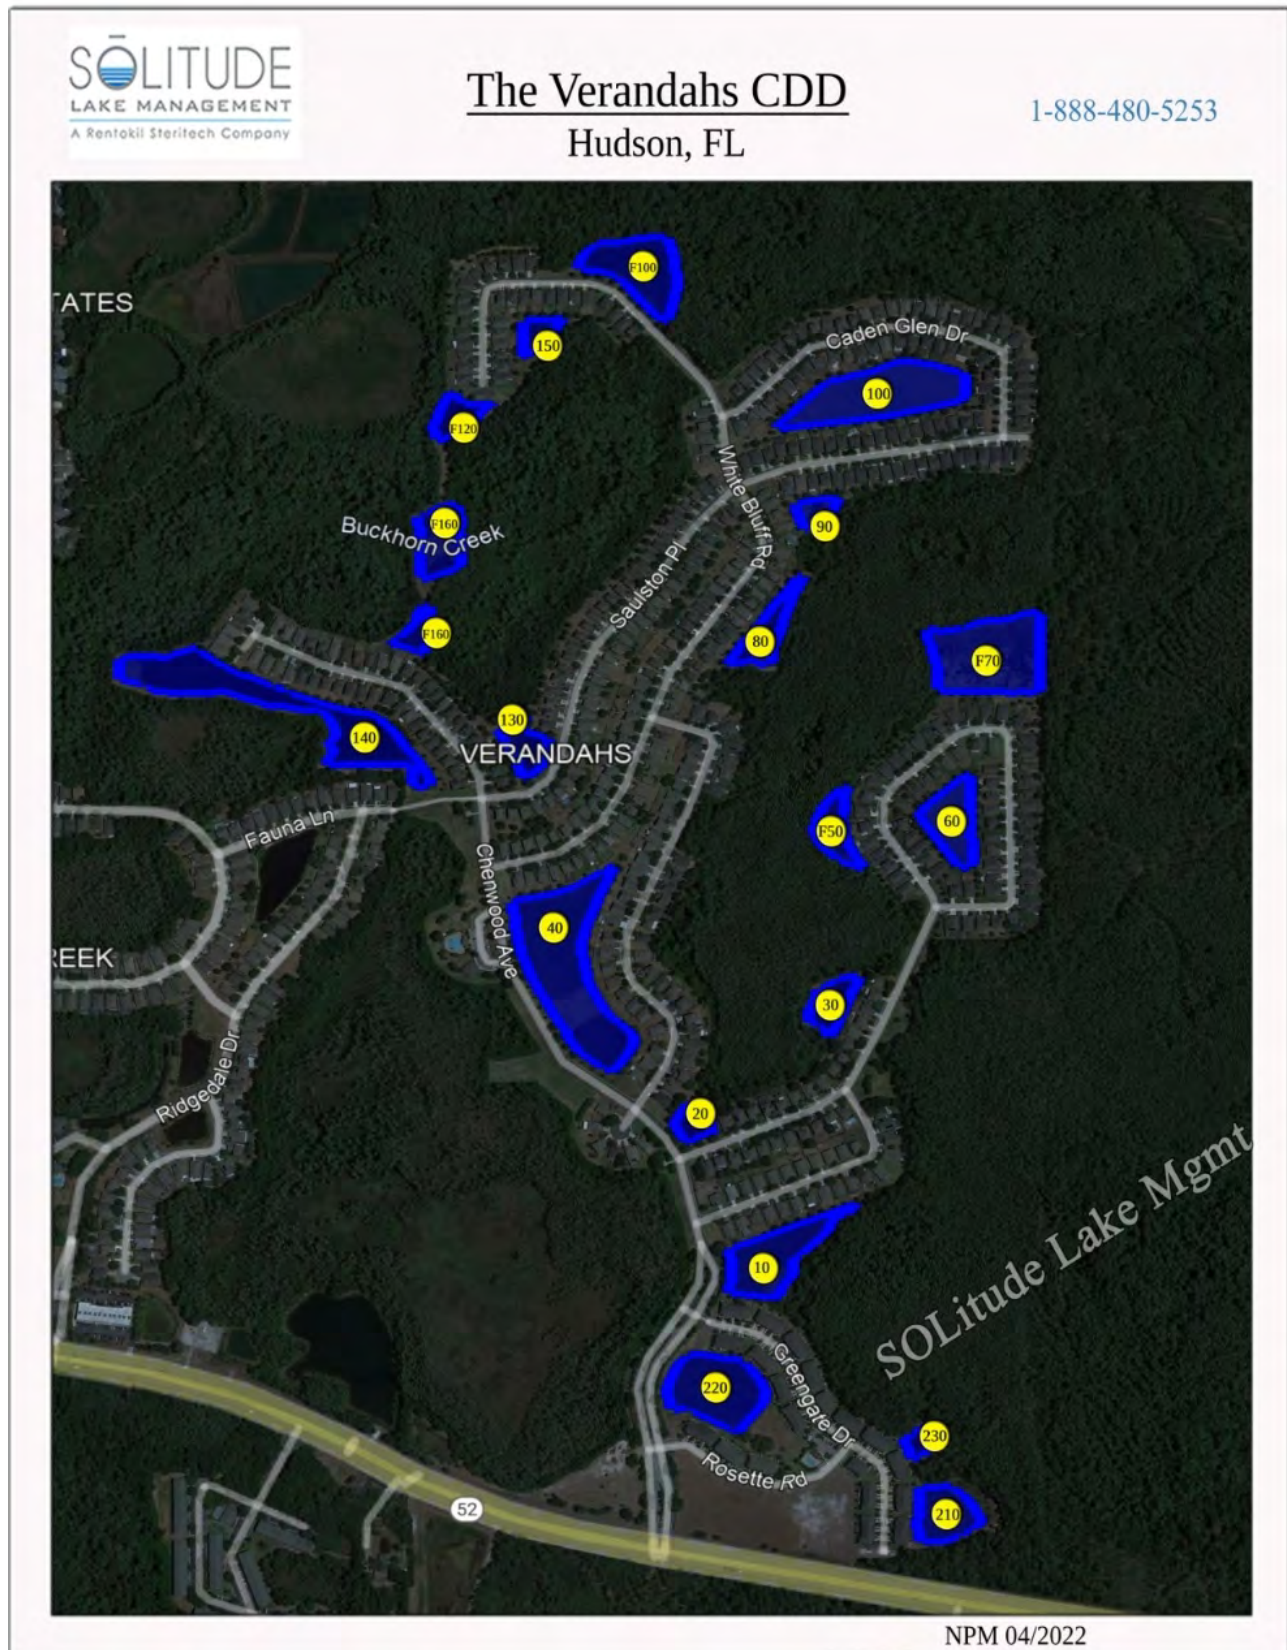 SŌLITUDE
LAKE MANAGEMENT
A Rentokil Steritech Company
The Verandahs CDD
Hudson, FL
1-888-480-5253
F100
TATES
150
Caden Glen Dr
100
F120
White Bluff Rd
F160
Buckhorn Creek
90
Saulston Pl
F160
80
F70
130
140
VERANDAHS
Fauna Ln
F50
60
Chenwood Ave
40
REEK
30
Ridgedale Dr
20
SOLitude Lake Mgmt
10
Greengate Dr
220
230
Rosette Rd
52
210
NPM 04/2022